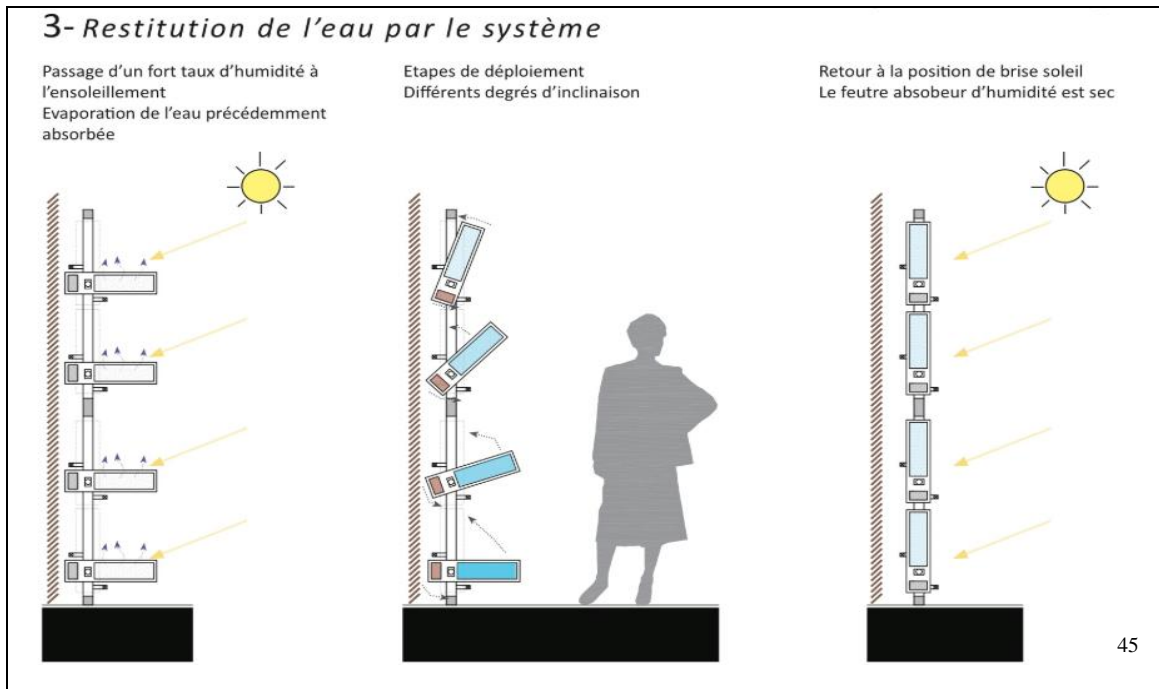 3- Restitution de l’eau par le système
Passage d’un fort taux d’humidité à
l’ensoleillement
Evaporation de l’eau précédemment
absorbée
Etapes de déploiement
Différents degrés d’inclinaison
Retour à la position de brise soleil
Le feutre absobeur d’humidité est sec
45